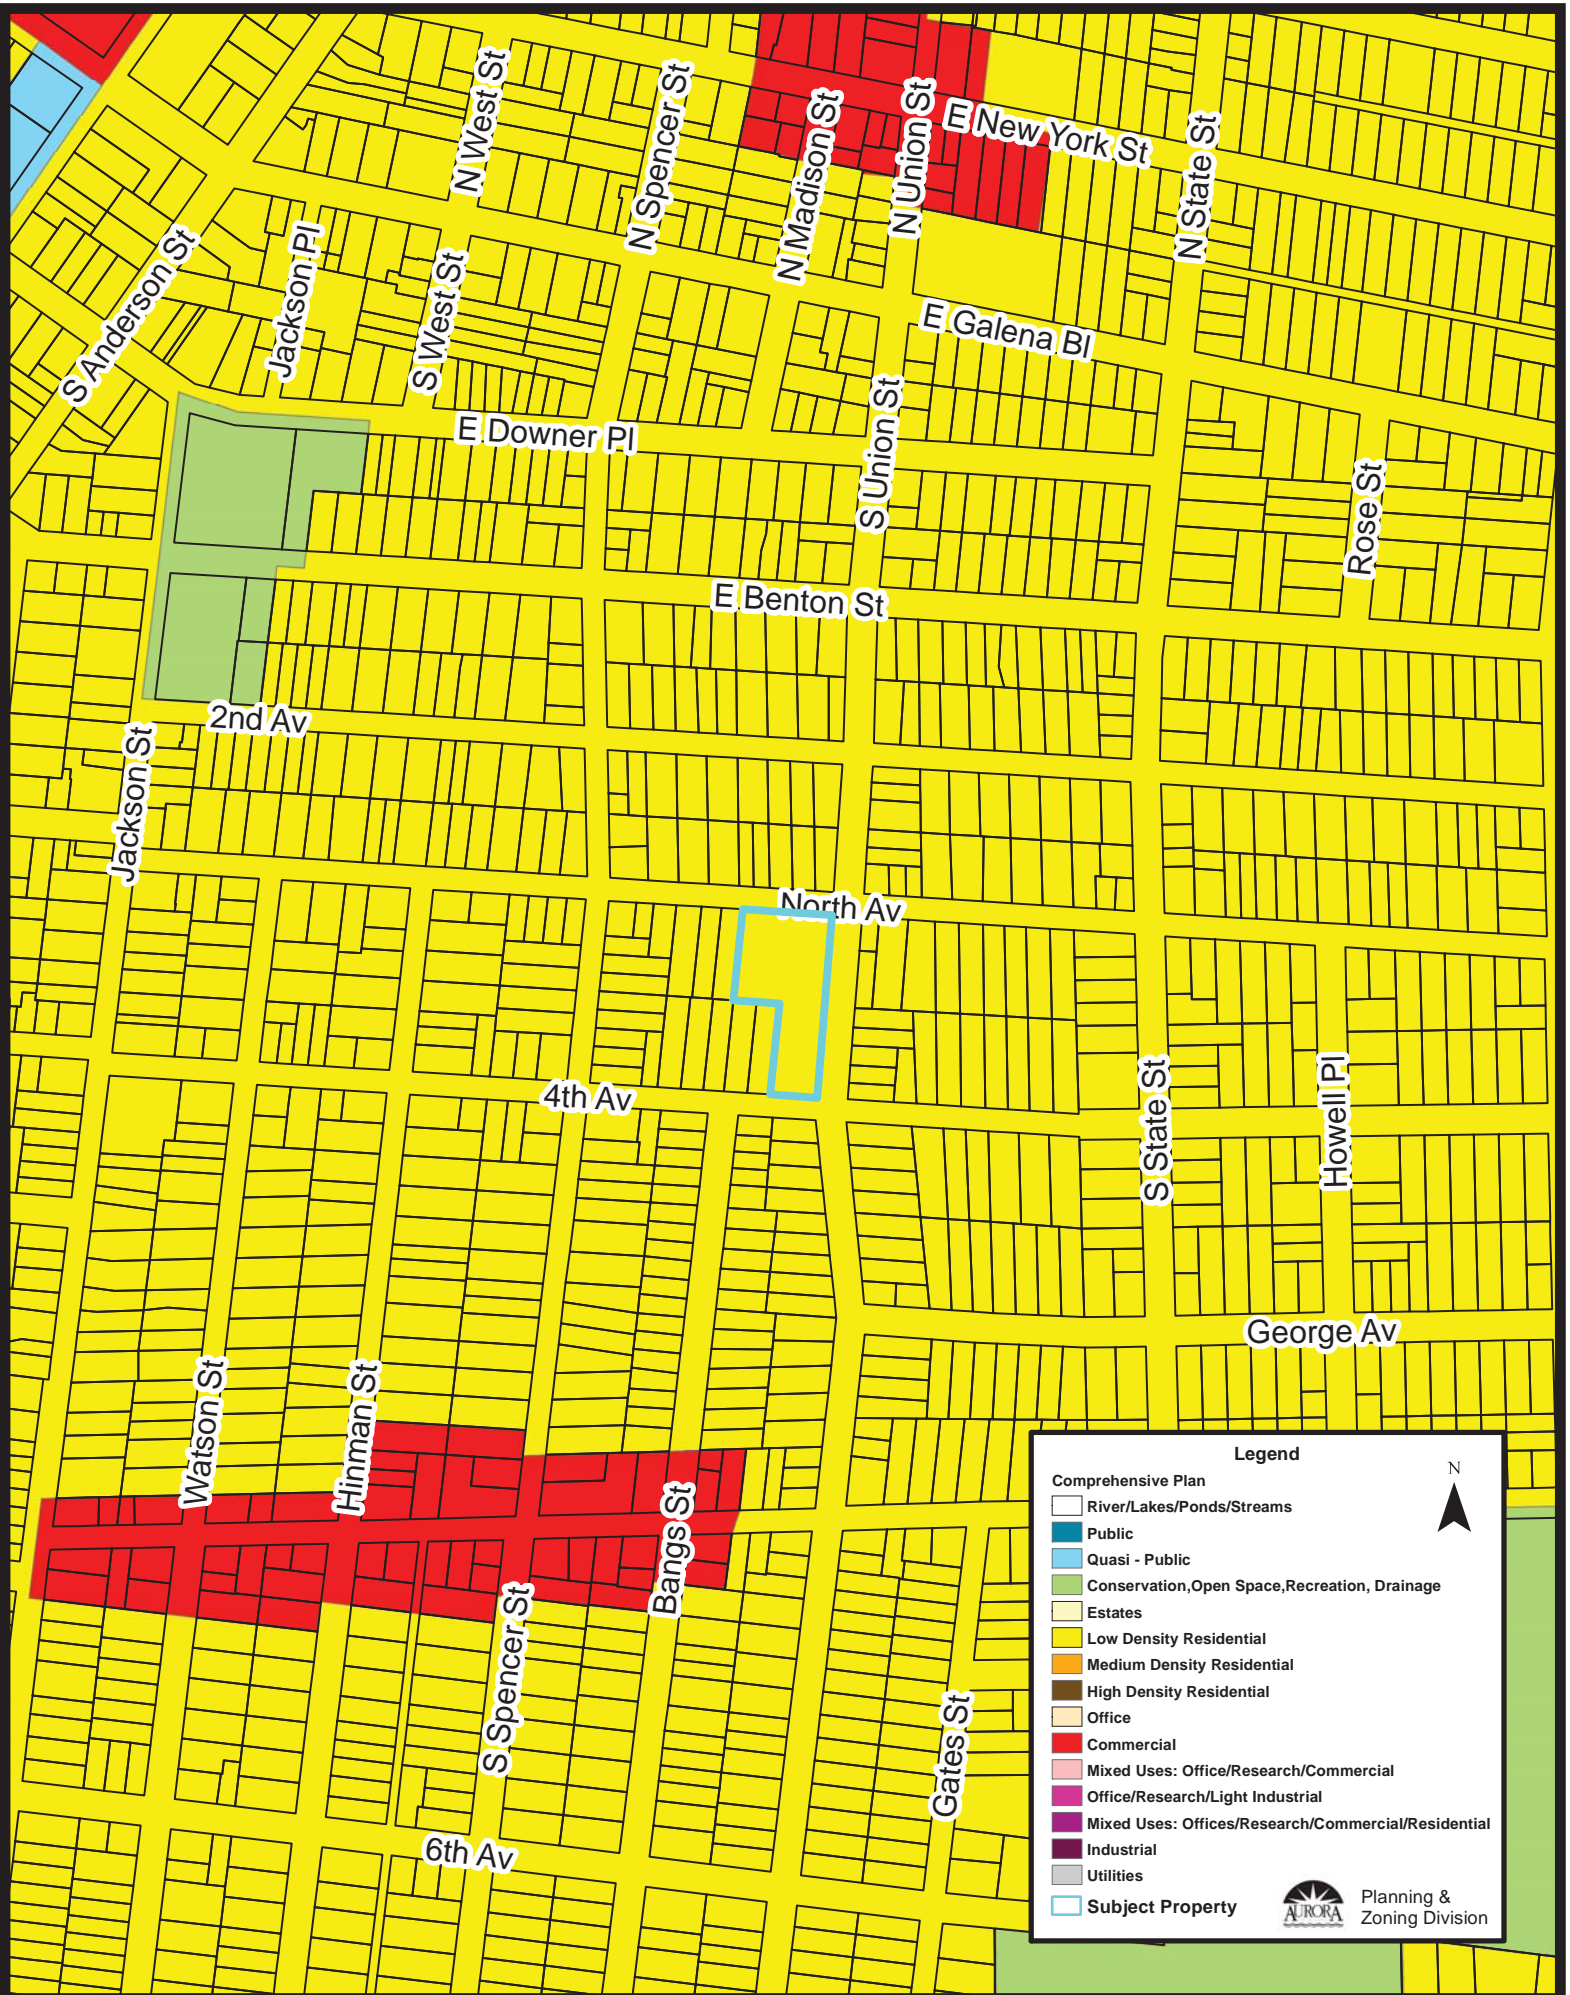 N West St
N Spencer St
N Madison St
N Union St
E New York St
N State St
S Anderson St
Jackson Pl
S West St
E Galena Bl
E Downer Pl
S Union St
Rose St
E Benton St
2nd Av
Jackson St
North Av
4th Av
S State St
Howell Pl
George Av
Watson St
Hinman St
Bangs St
S Spencer St
Gates St
6th Av
Legend
Comprehensive Plan
N
River/Lakes/Ponds/Streams
Public
Quasi - Public
Conservation,Open Space,Recreation, Drainage
Estates
Low Density Residential
Medium Density Residential
High Density Residential
Office
Commercial
Mixed Uses: Office/Research/Commercial
Office/Research/Light Industrial
Mixed Uses: Offices/Research/Commercial/Residential
Industrial
Utilities
Subject Property
AURORA
Planning &
Zoning Division